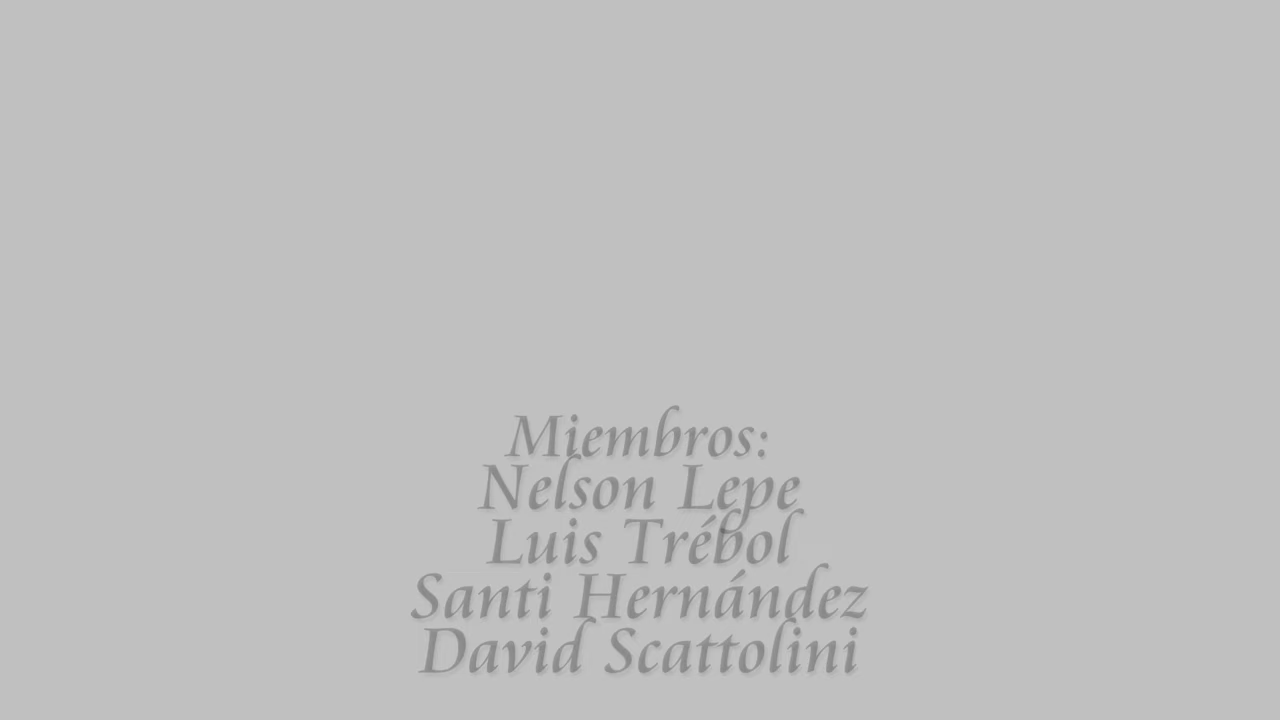 Miembros:
Nelson Lepe
Luis Trébol
Santi Hernández
David Scattolini